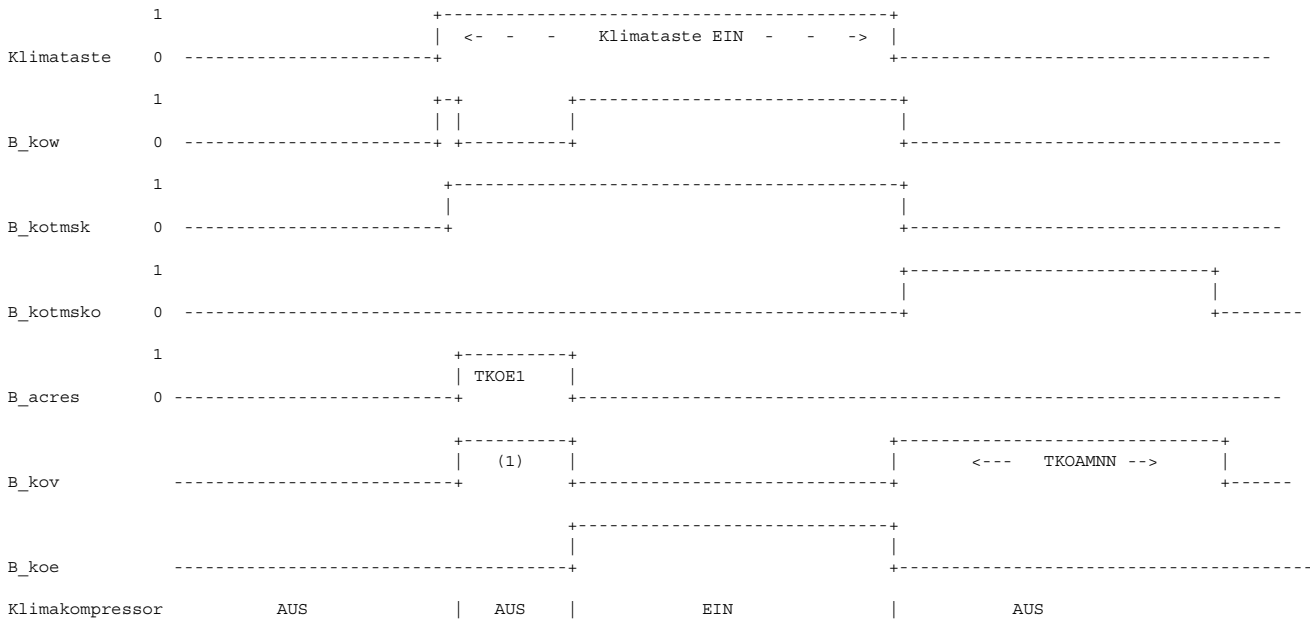 1
<- - - Klimataste EIN - - ->
Klimataste 0
1
B_kow 0
1
B_kotmsk 0
1
B_kotmsko 0
1
TKOE1
B_acres 0
(1) <--- TKOAMNN -->
B_kov
B_koe
Klimakompressor AUS | AUS | EIN | AUS